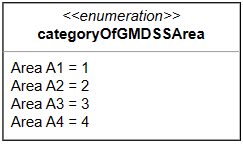 <<enumeration>>
categoryOfGMDSSArea
Area A1 = 1
Area A2 = 2
Area A3 = 3
Area A4 = 4